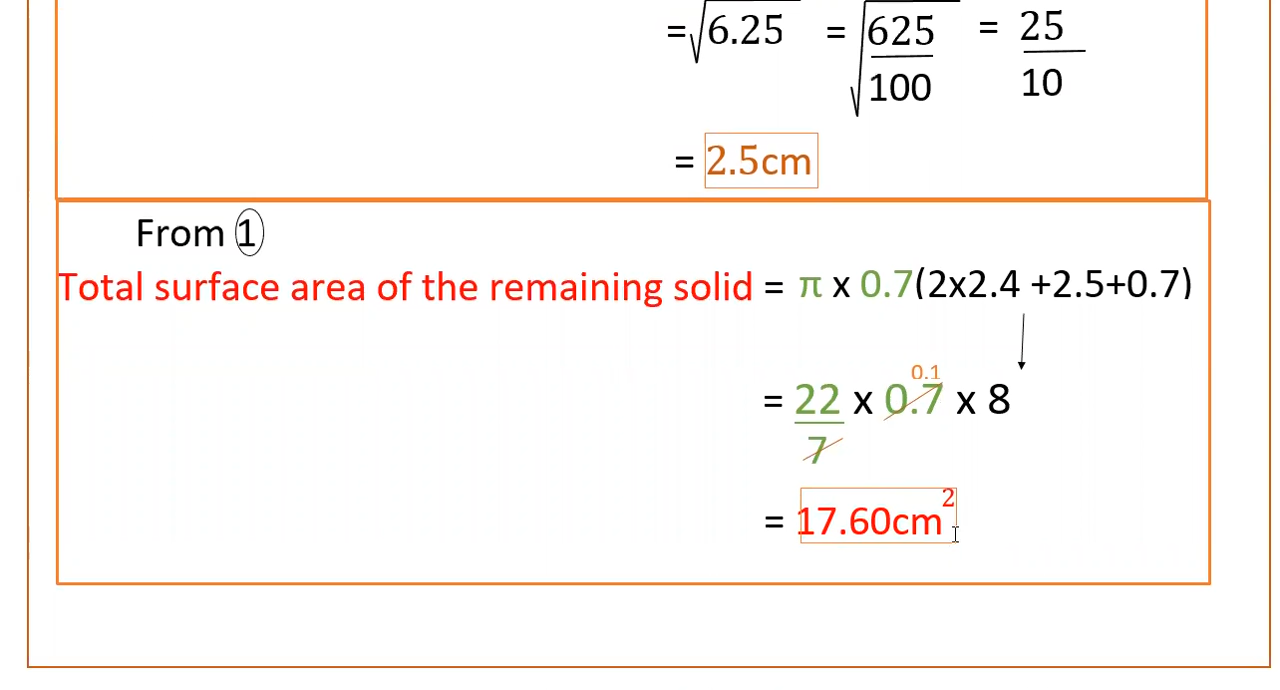 =√6.25 = √625/100 = 25/10
= 2.5cm
From 1
Total surface area of the remaining solid = π x 0.7(2x2.4 +2.5+0.7)
0.1
= 22/7 x 0.7 x 8
= 17.60cm²